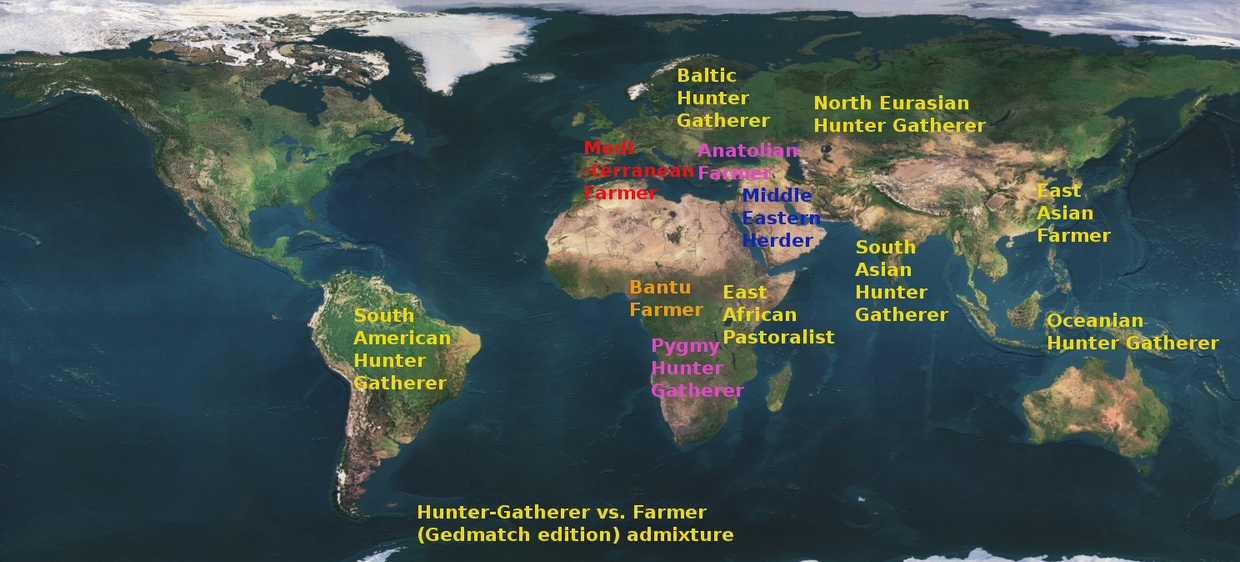 Baltic
Hunter
Gatherer
North Eurasian
Hunter Gatherer
Medi
-terranean
Farmer
Anatolian
Farmer
Middle
Eastern
Herder
East
Asian
Farmer
South
Asian
Hunter
Gatherer
Bantu
Farmer
East
African
Pastoralist
South
American
Hunter
Gatherer
Pygmy
Hunter
Gatherer
Oceanian
Hunter Gatherer
Hunter-Gatherer vs. Farmer
(Gedmatch edition) admixture